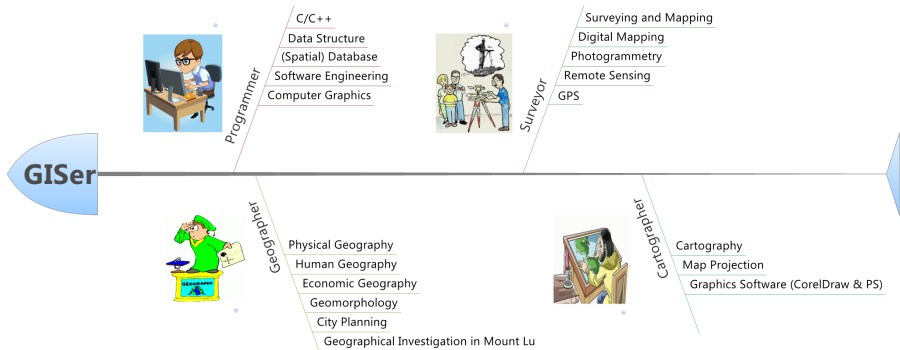 GISer
Programmer
C/C++
Data Structure
(Spatial) Database
Software Engineering
Computer Graphics
Surveyor
Surveying and Mapping
Digital Mapping
Photogrammetry
Remote Sensing
GPS
Geographer
Physical Geography
Human Geography
Economic Geography
Geomorphology
City Planning
Geographical Investigation in Mount Lu
GEOGRAPHY
Cartographer
Cartography
Map Projection
Graphics Software (CorelDraw & PS)